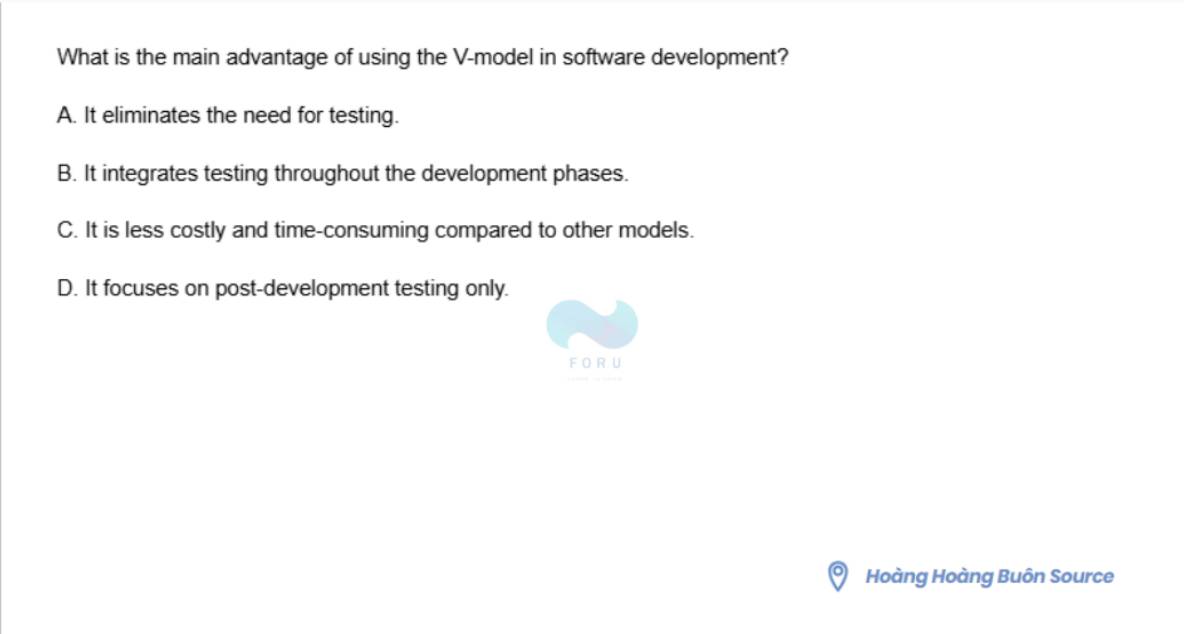 What is the main advantage of using the V-model in software development?
A. It eliminates the need for testing.
B. It integrates testing throughout the development phases.
C. It is less costly and time-consuming compared to other models.
D. It focuses on post-development testing only.
FORU
Hoàng Hoàng Buôn Source